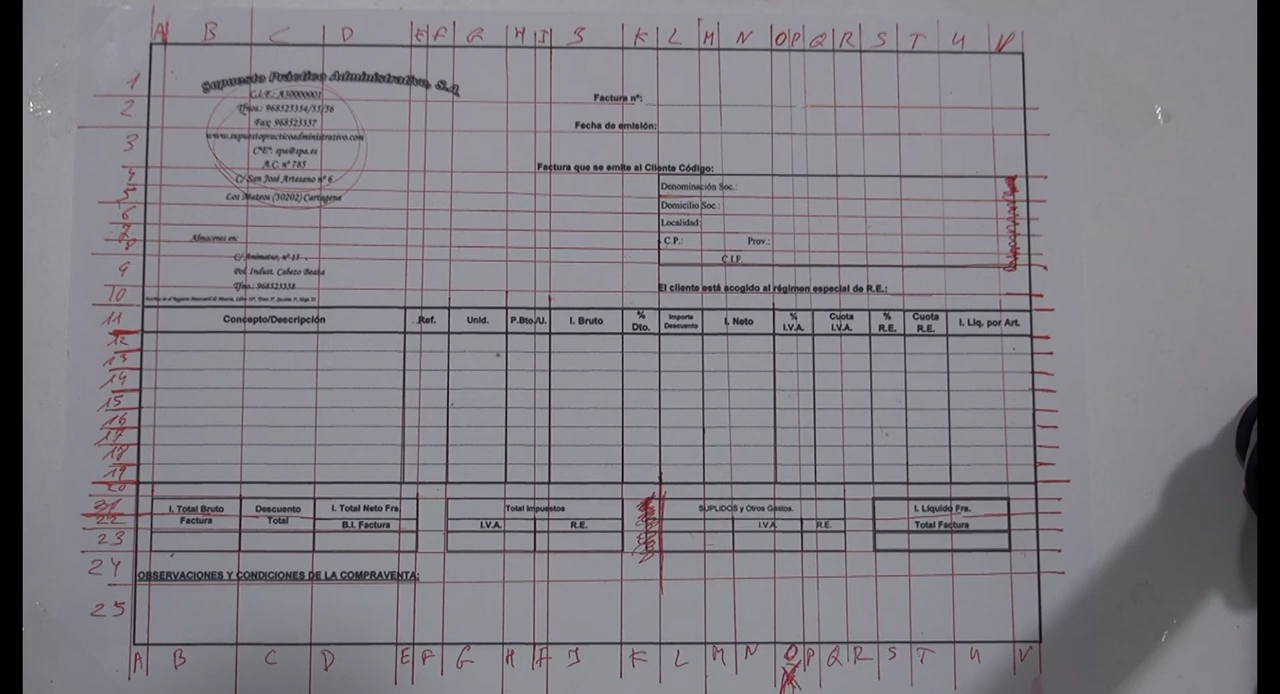 A B C D E F G H I J K L M N O P Q R S T U V
1
Supuesto Práctico Administrativo, S.A.
C.I.F.: A30000001
Factura nº:
2
Tfnos.: 968525354/55/56
Fax: 968525357
Fecha de emisión:
3
www.supuestopracticoadministrativo.com
CºEº: spa@spa.es
A.C. nº 785
Factura que se emite al Cliente Código:
4
C/ San José Artesano nº 6
Denominación Soc.:
5
Los Mateos (30202) Cartagena
Domicilio Soc.:
6
Localidad:
7
Almacenes en:
C.P.: Prov.:
8
C.I.F.
9
Pol. Indust. Cabezo Beaza
10
Tfno.: 968525358
El cliente está acogido al régimen especial de R.E.:
11
Concepto/Descripción Ref. Unid. P.Bto./U. I. Bruto % Dto. Importe Descuento I. Neto % I.V.A. Cuota I.V.A. % R.E. Cuota R.E. I. Liq. por Art.
12
13
14
15
16
17
18
19
20
21
I. Total Bruto Factura Descuento Total I. Total Neto Fra. B.I. Factura Total Impuestos SUPLIDOS y Otros Gastos. I. Líquido Fra. Total Factura
22
I.V.A. R.E. I.V.A. R.E.
23
24
OBSERVACIONES Y CONDICIONES DE LA COMPRAVENTA:
25
A B C D E F G H I J K L M N O P Q R S T U V